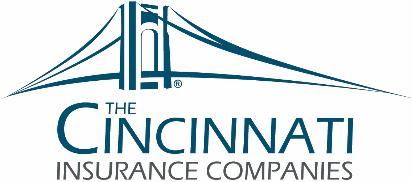 ®
THE
CINCINNATI
INSURANCE COMPANIES